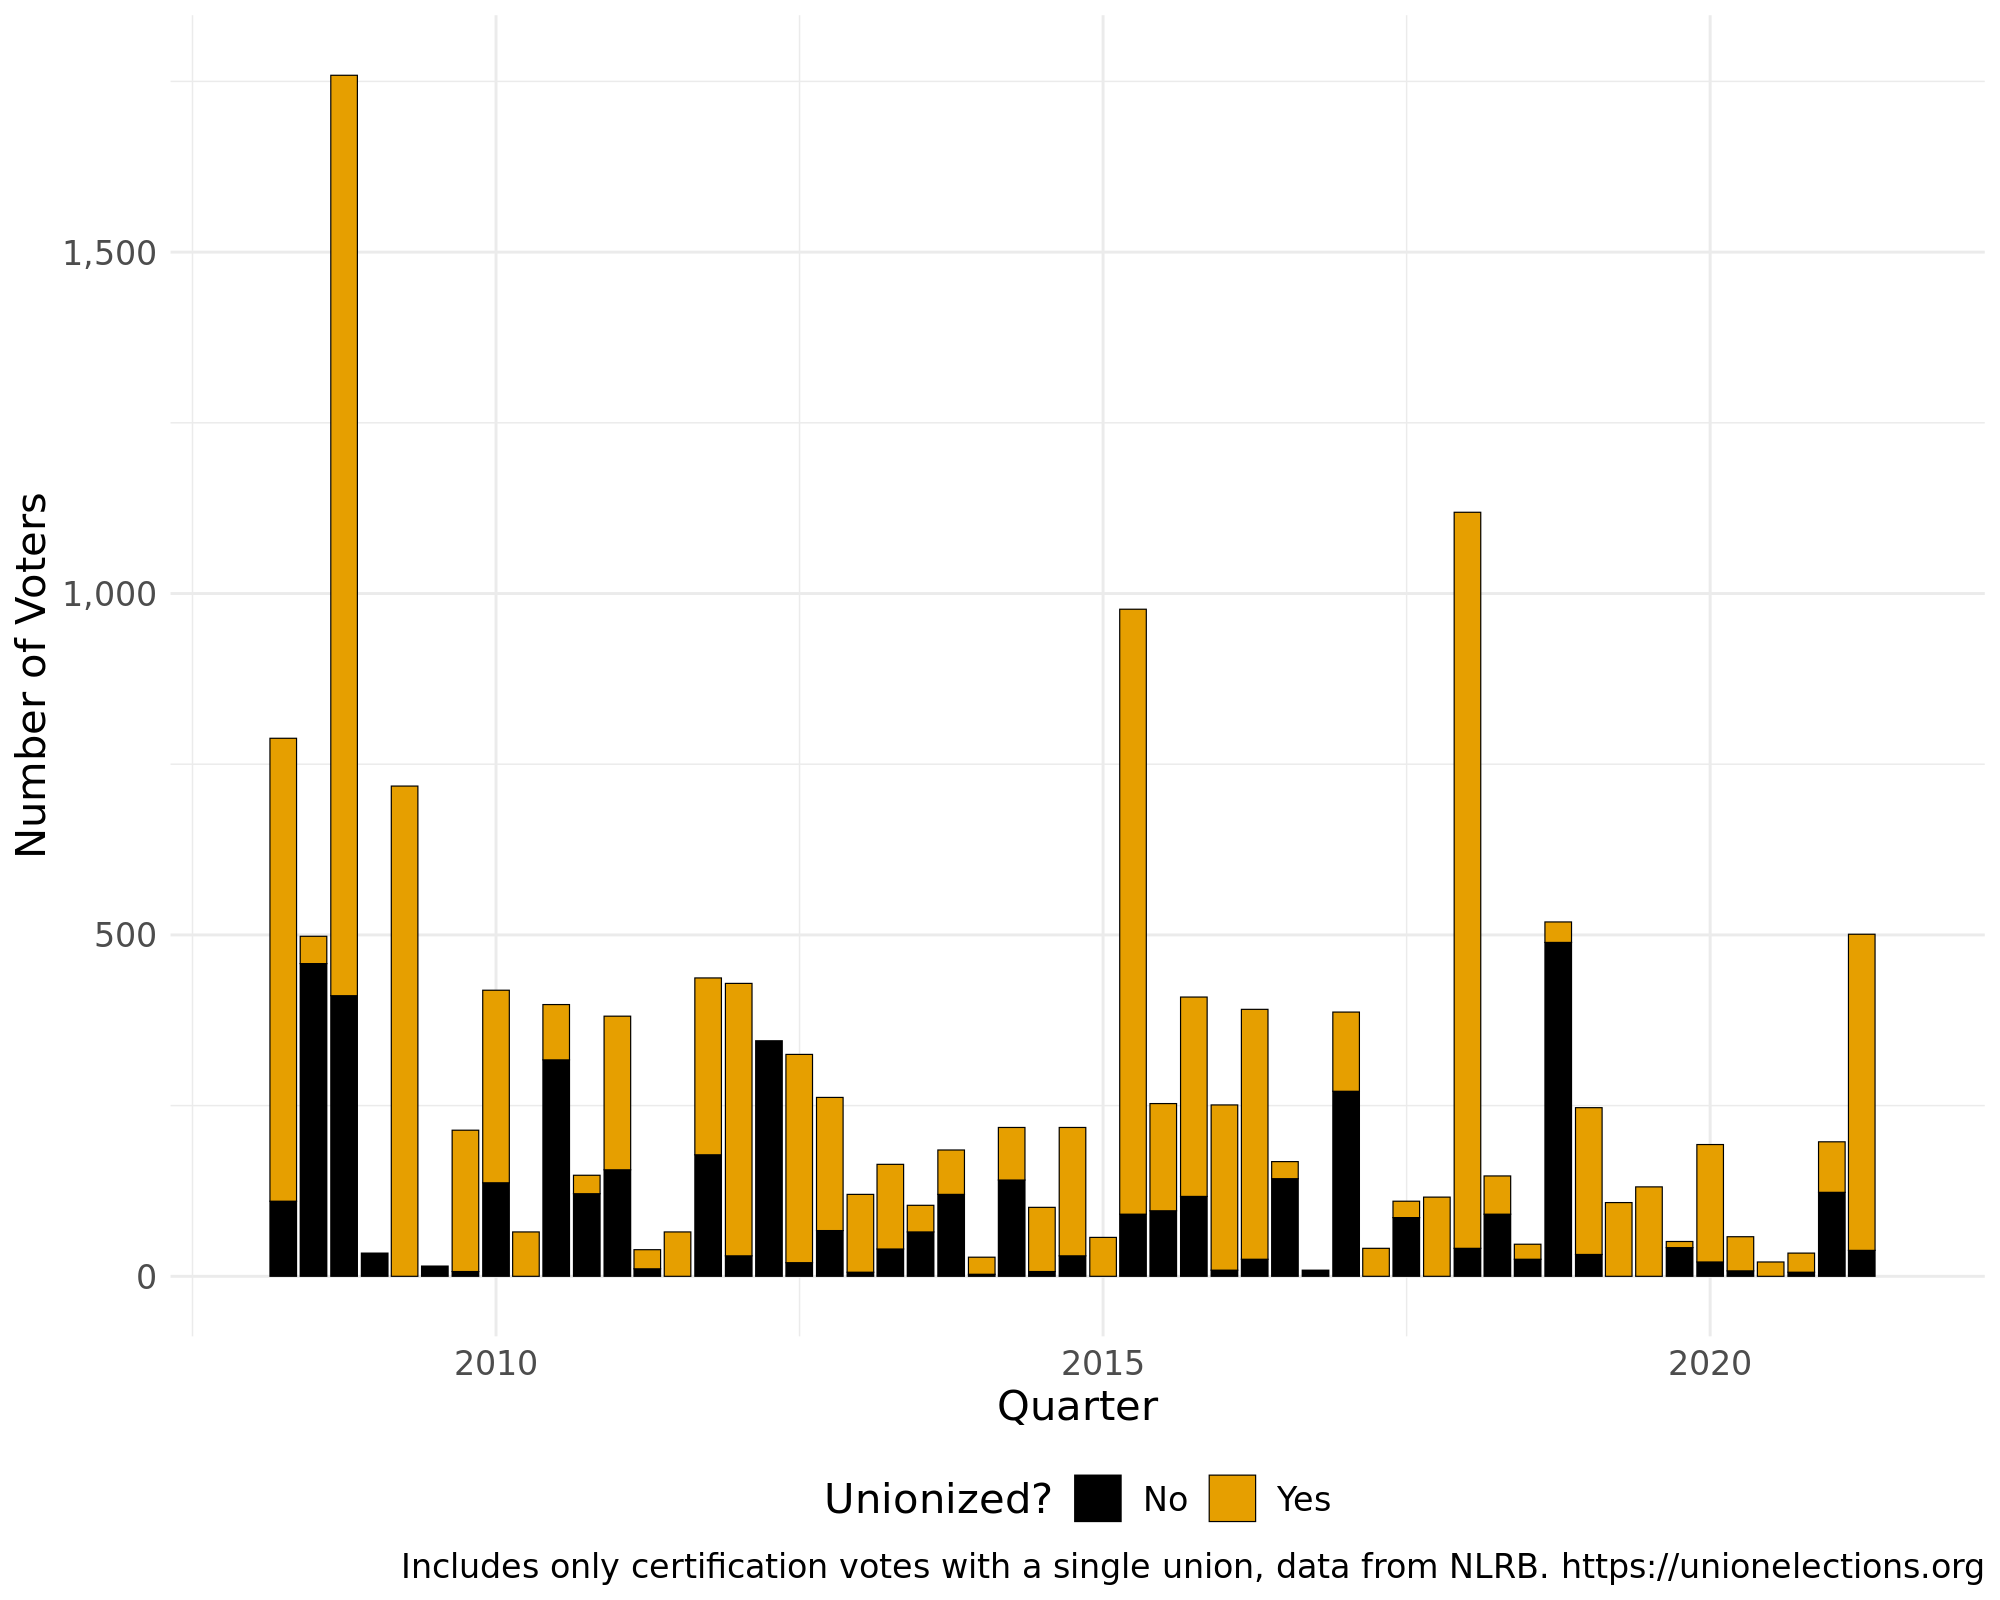 1,500
1,000
500
0
Number of Voters
2010 2015 2020
Quarter
Unionized? No Yes
Includes only certification votes with a single union, data from NLRB. https://unionelections.org